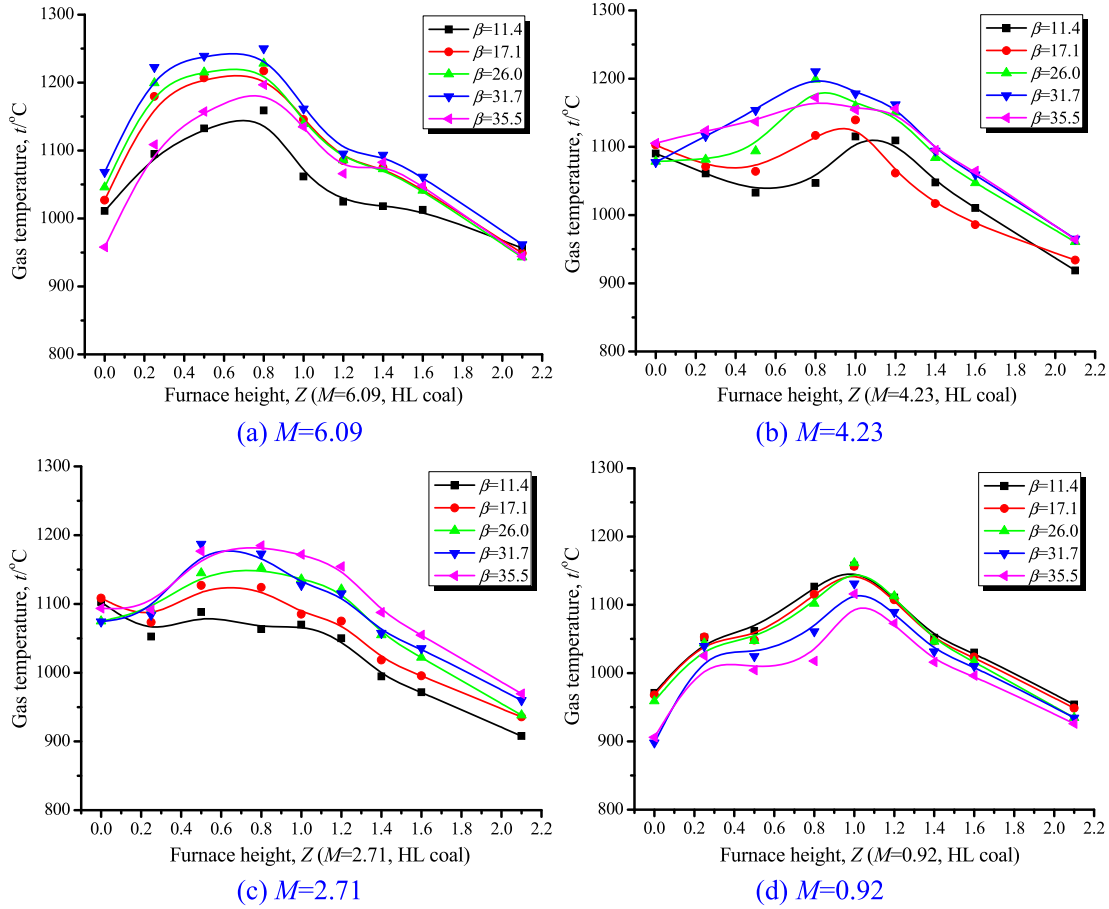 1300
1200
1100
1000
900
800
Gas temperature, t/°C
β=11.4
β=17.1
β=26.0
β=31.7
β=35.5
0.0 0.2 0.4 0.6 0.8 1.0 1.2 1.4 1.6 1.8 2.0 2.2
Furnace height, Z (M=6.09, HL coal)
(a) M=6.09
1300
1200
1100
1000
900
800
Gas temperature, t/°C
β=11.4
β=17.1
β=26.0
β=31.7
β=35.5
0.0 0.2 0.4 0.6 0.8 1.0 1.2 1.4 1.6 1.8 2.0 2.2
Furnace height, Z (M=4.23, HL coal)
(b) M=4.23
1300
1200
1100
1000
900
800
Gas temperature, t/°C
β=11.4
β=17.1
β=26.0
β=31.7
β=35.5
0.0 0.2 0.4 0.6 0.8 1.0 1.2 1.4 1.6 1.8 2.0 2.2
Furnace height, Z (M=2.71, HL coal)
(c) M=2.71
1300
1200
1100
1000
900
800
Gas temperature, t/°C
β=11.4
β=17.1
β=26.0
β=31.7
β=35.5
0.0 0.2 0.4 0.6 0.8 1.0 1.2 1.4 1.6 1.8 2.0 2.2
Furnace height, Z (M=0.92, HL coal)
(d) M=0.92